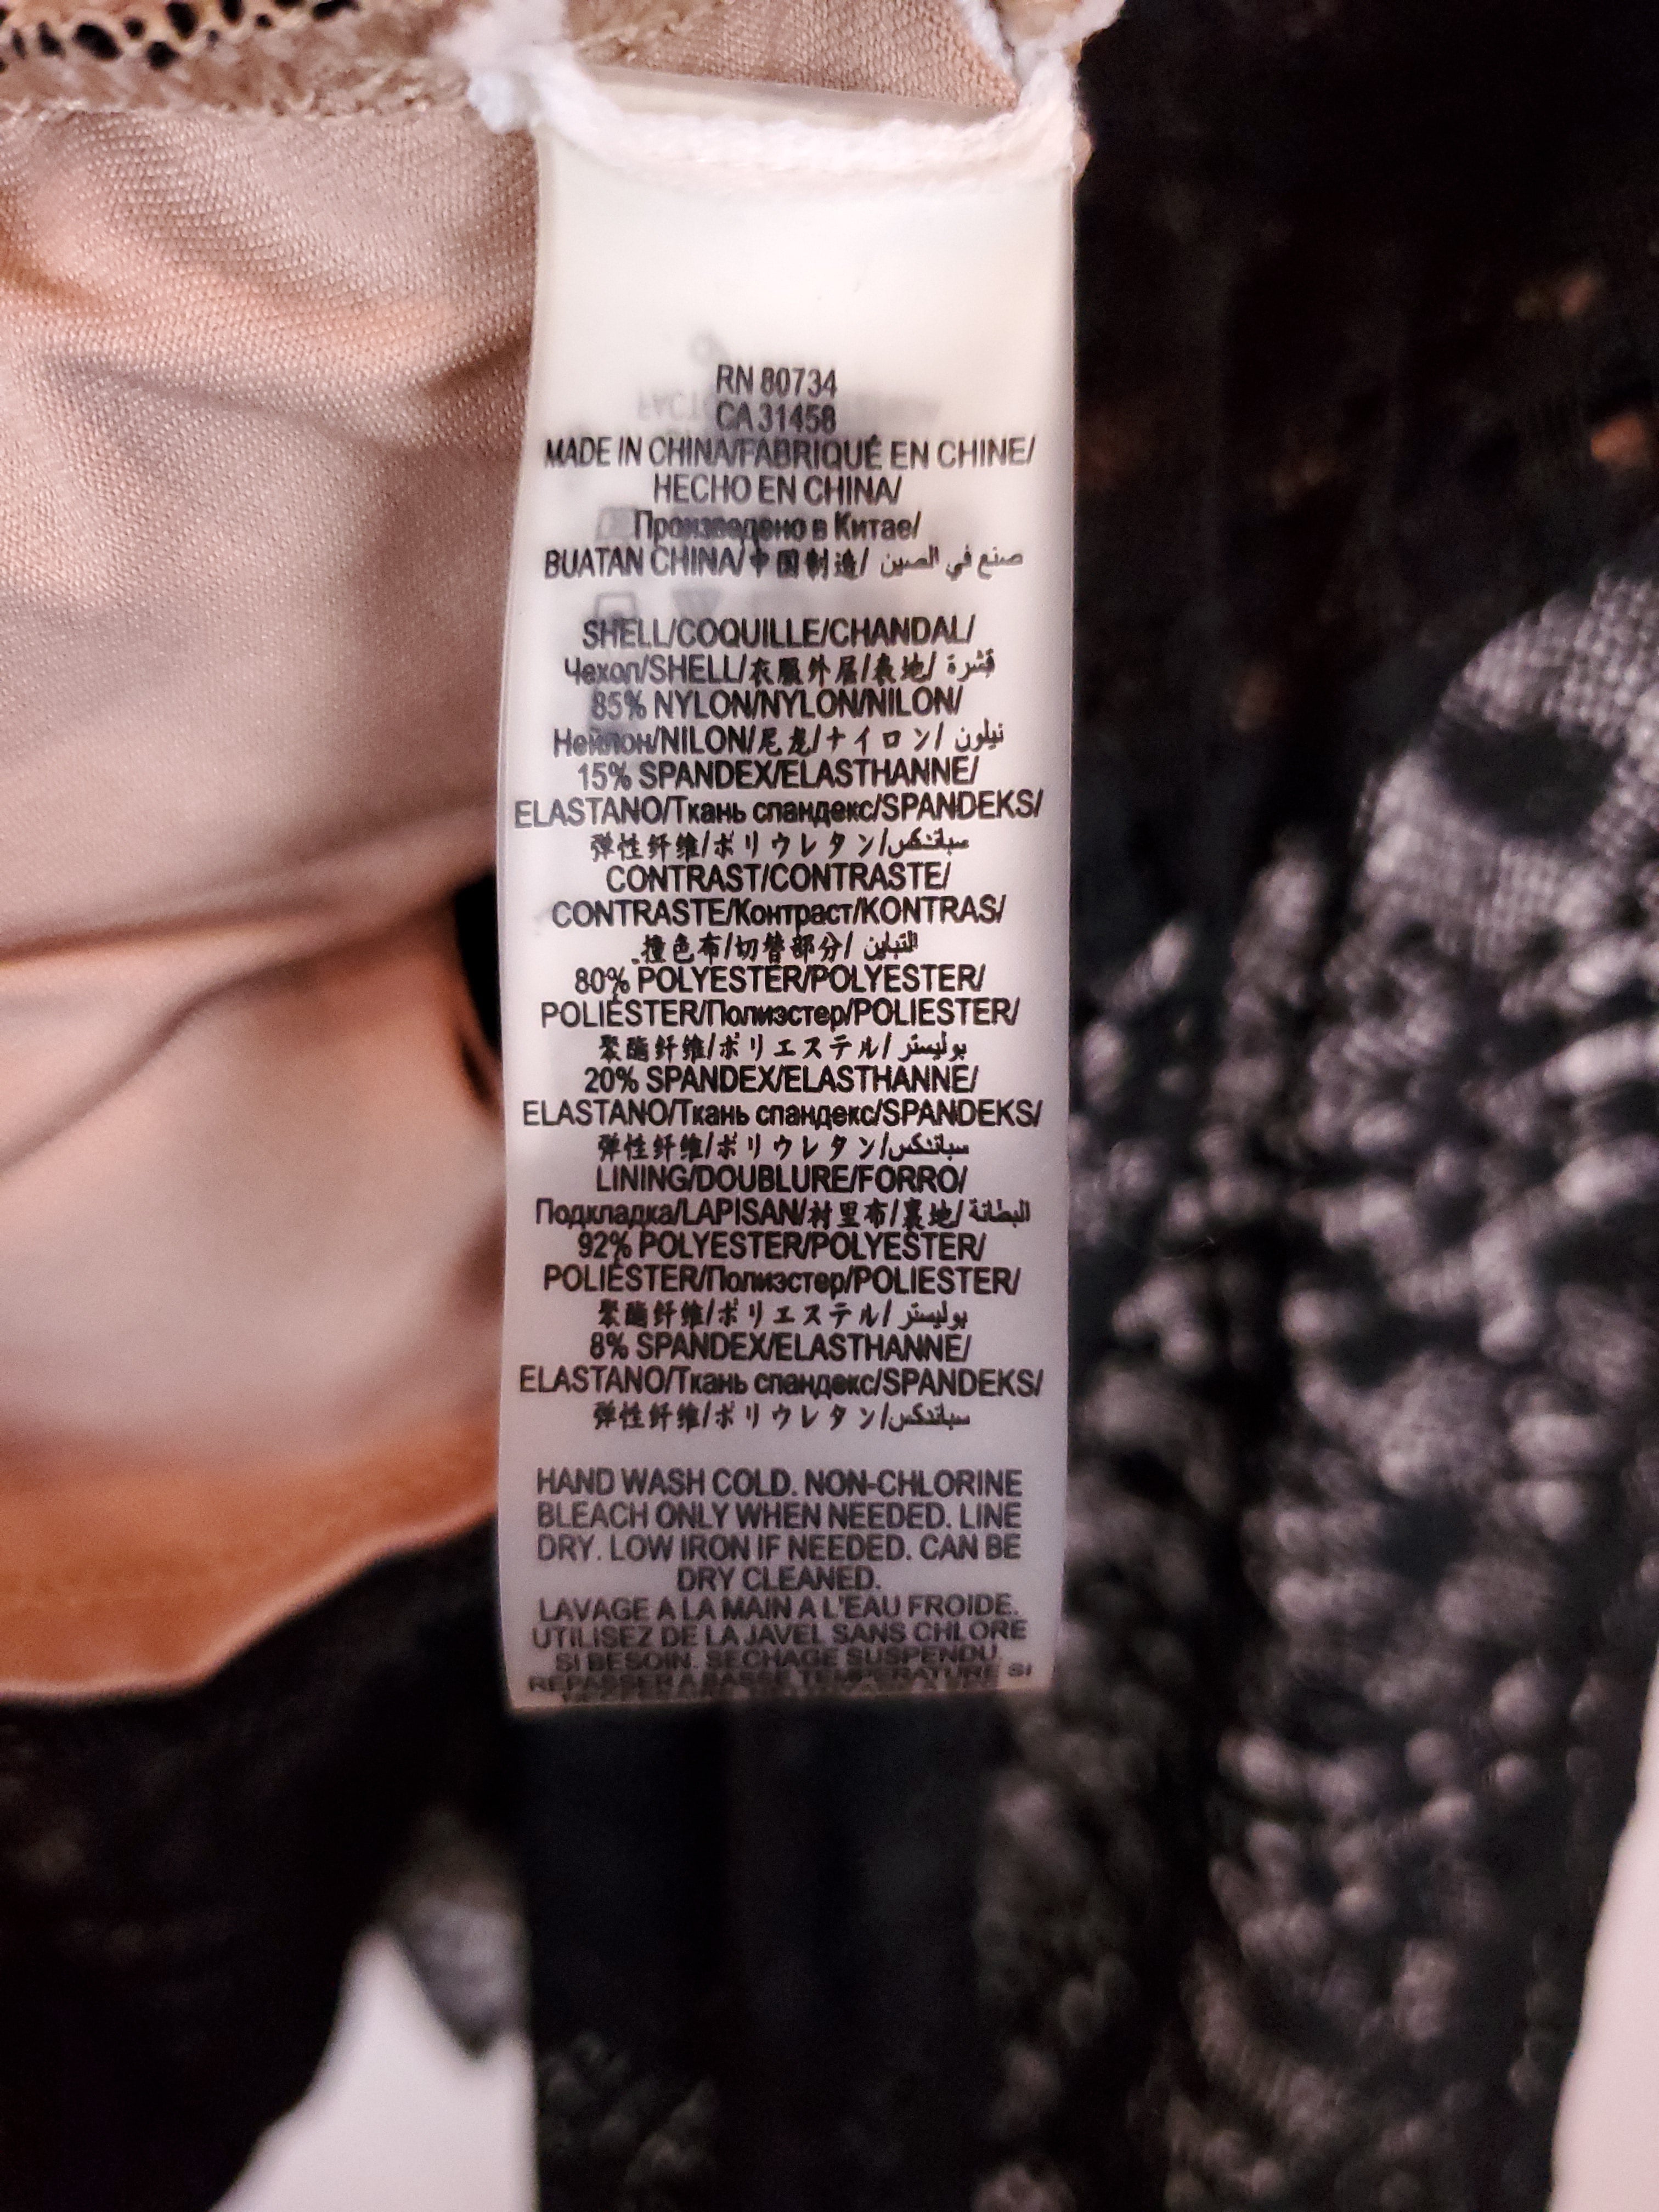 RN 80734
CA 31458
MADE IN CHINA/FABRIQUÉ EN CHINE/
HECHO EN CHINA/
Произведено в Китае/
BUATAN CHINA/中国制造/ صنع في الصين
SHELL/COQUILLE/CHANDAL/
Чехол/SHELL/衣服外层/表地/ قشرة
85% NYLON/NYLON/NILON/
Нейлон/NILON/尼龙/ナイロン/ نيلون
15% SPANDEX/ELASTHANNE/
ELASTANO/Ткань спандекс/SPANDEKS/
弹性纤维/ポリウレタン/سباندكس
CONTRAST/CONTRASTE/
CONTRASTE/Контраст/KONTRAS/
撞色布/切替部分/ التباين
80% POLYESTER/POLYESTER/
POLIÉSTER/Полиэстер/POLIESTER/
聚酯纤维/ポリエステル/ بوليستر
20% SPANDEX/ELASTHANNE/
ELASTANO/Ткань спандекс/SPANDEKS/
弹性纤维/ポリウレタン/سباندكس
LINING/DOUBLURE/FORRO/
Подкладка/LAPISAN/衬里布/裏地/ البطانة
92% POLYESTER/POLYESTER/
POLIÉSTER/Полиэстер/POLIESTER/
聚酯纤维/ポリエステル/ بوليستر
8% SPANDEX/ELASTHANNE/
ELASTANO/Ткань спандекс/SPANDEKS/
弹性纤维/ポリウレタン/سباندكس
HAND WASH COLD. NON-CHLORINE
BLEACH ONLY WHEN NEEDED. LINE
DRY. LOW IRON IF NEEDED. CAN BE
DRY CLEANED.
LAVAGE A LA MAIN A L'EAU FROIDE.
UTILISEZ DE LA JAVEL SANS CHLORE
SI BESOIN. SECHAGE SUSPENDU.
REPASSER A BASSE TEMPERATURE SI